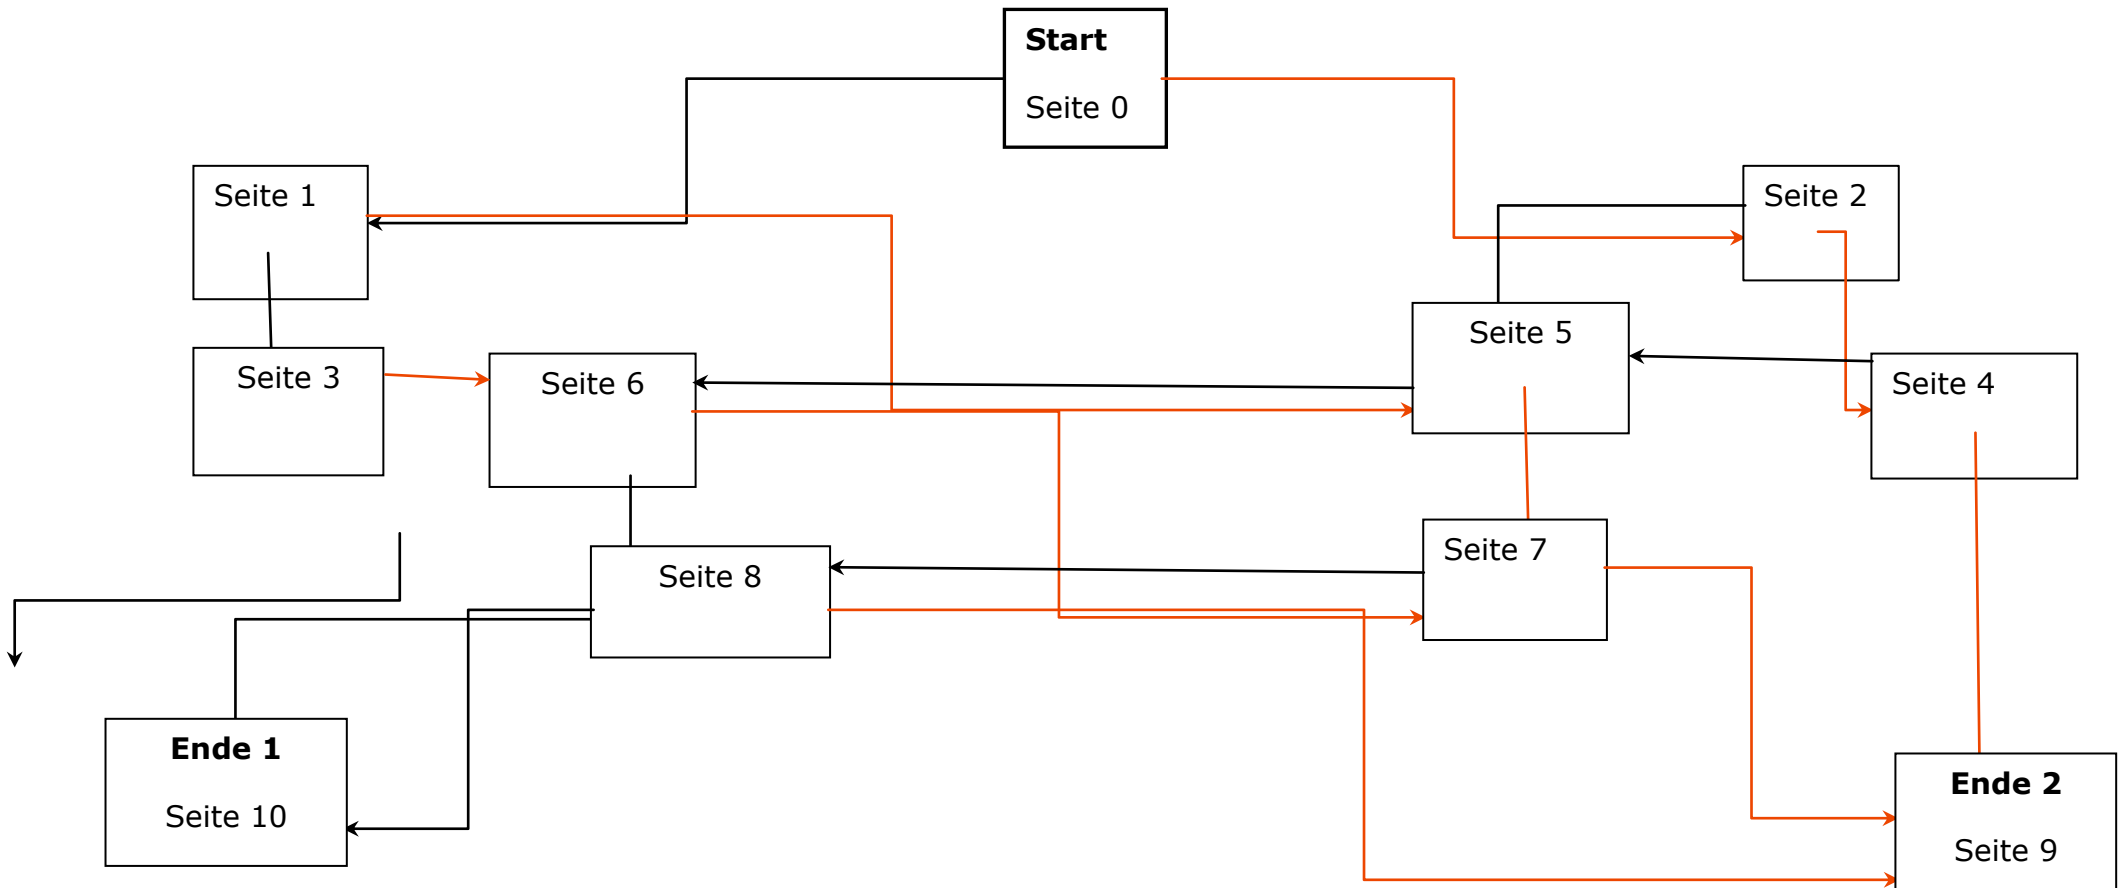 Start
Seite 0
Seite 1
Seite 2
Seite 5
Seite 3
Seite 6
Seite 4
Seite 7
Seite 8
Ende 1
Seite 10
Ende 2
Seite 9